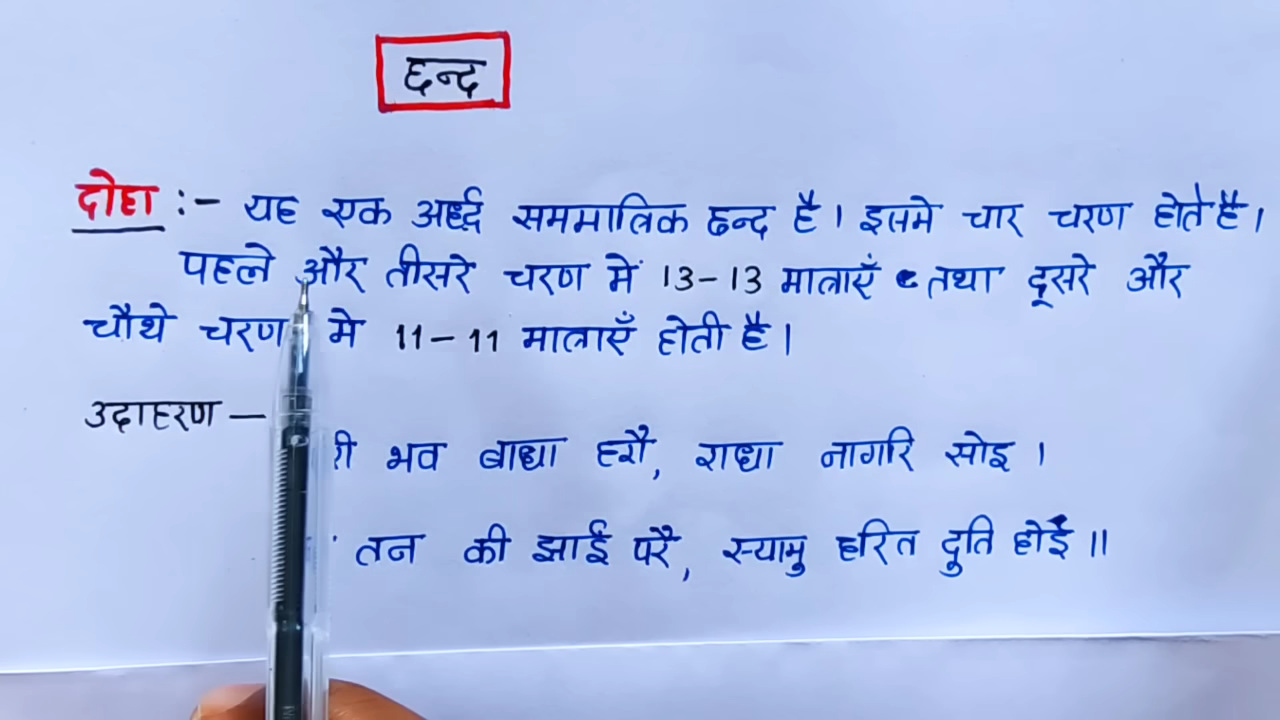 छन्द
दोहा :- यह एक अर्द्ध सममात्रिक छन्द है। इसमे चार चरण होते है।
पहले और तीसरे चरण में 13-13 मात्राएँ तथा दूसरे और
चौथे चरण मे 11-11 मात्राएँ होती है।
उदाहरण —
री भव बाधा हरौ, राधा नागरि सोइ ।
तन की झाई परै, स्यामु हरित दुति होई ॥